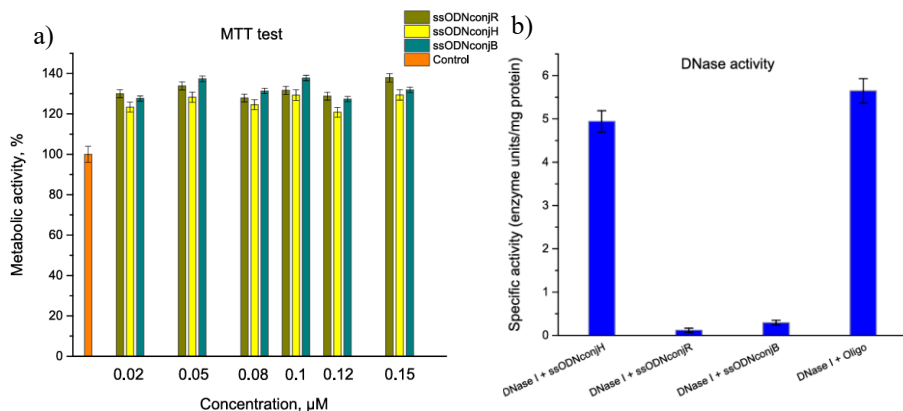 a)
MTT test
ssODNconjR
ssODNconjH
ssODNconjB
Control
Metabolic activity, %
140
120
100
80
60
40
20
0
0.02 0.05 0.08 0.1 0.12 0.15
Concentration, µM
b)
DNase activity
Specific activity (enzyme units/mg protein)
6
5
4
3
2
1
0
DNase I + ssODNconjH
DNase I + ssODNconjR
DNase I + ssODNconjB
DNase I + Oligo